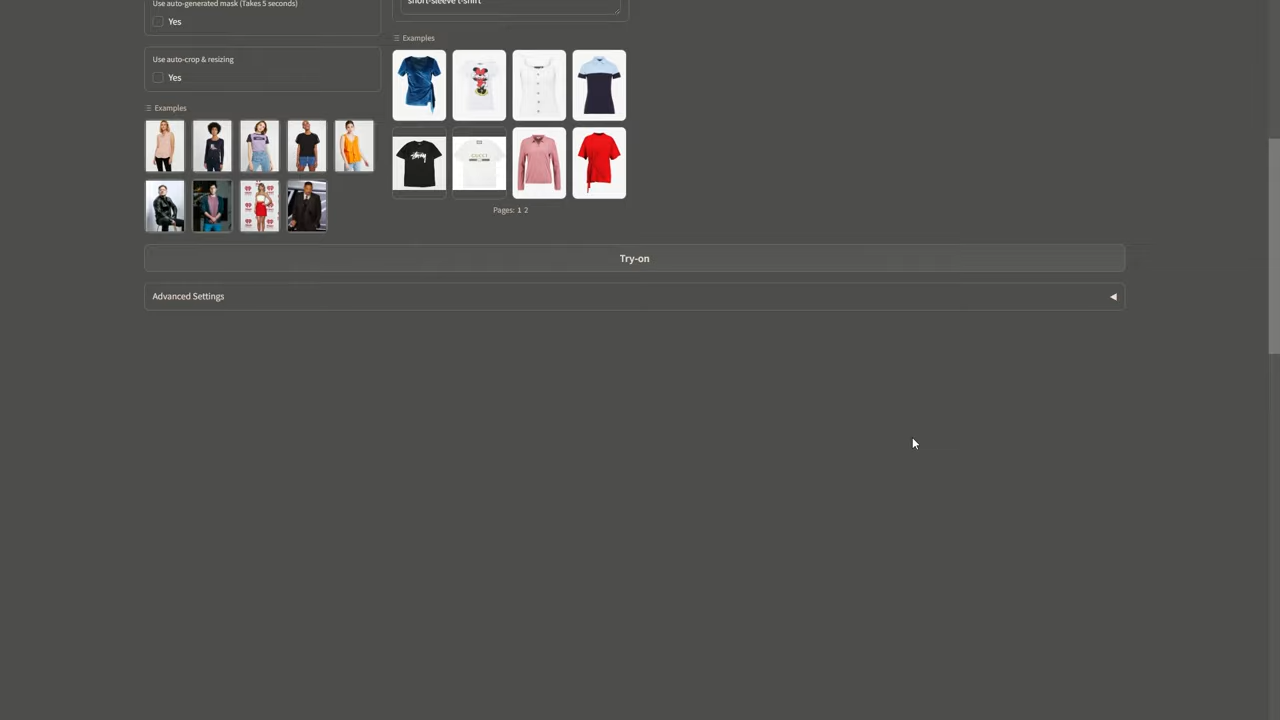 Use auto-generated mask (Takes 5 seconds)
Yes
Use auto-crop & resizing
Yes
Examples
short-sleeve t-shirt
Examples
GUCCI
Pages: 1 2
Try-on
Advanced Settings